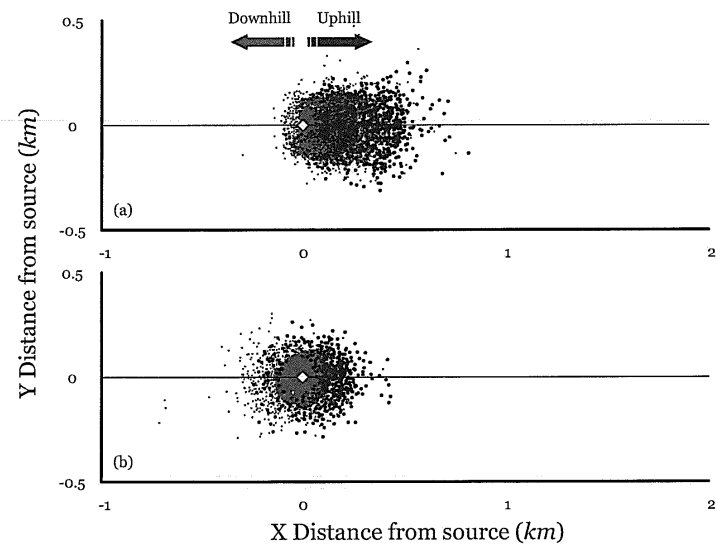 0.5
Downhill
Uphill
0
(a)
-0.5
-1
0
1
2
Y Distance from source (km)
0.5
0
(b)
-0.5
-1
0
1
2
X Distance from source (km)